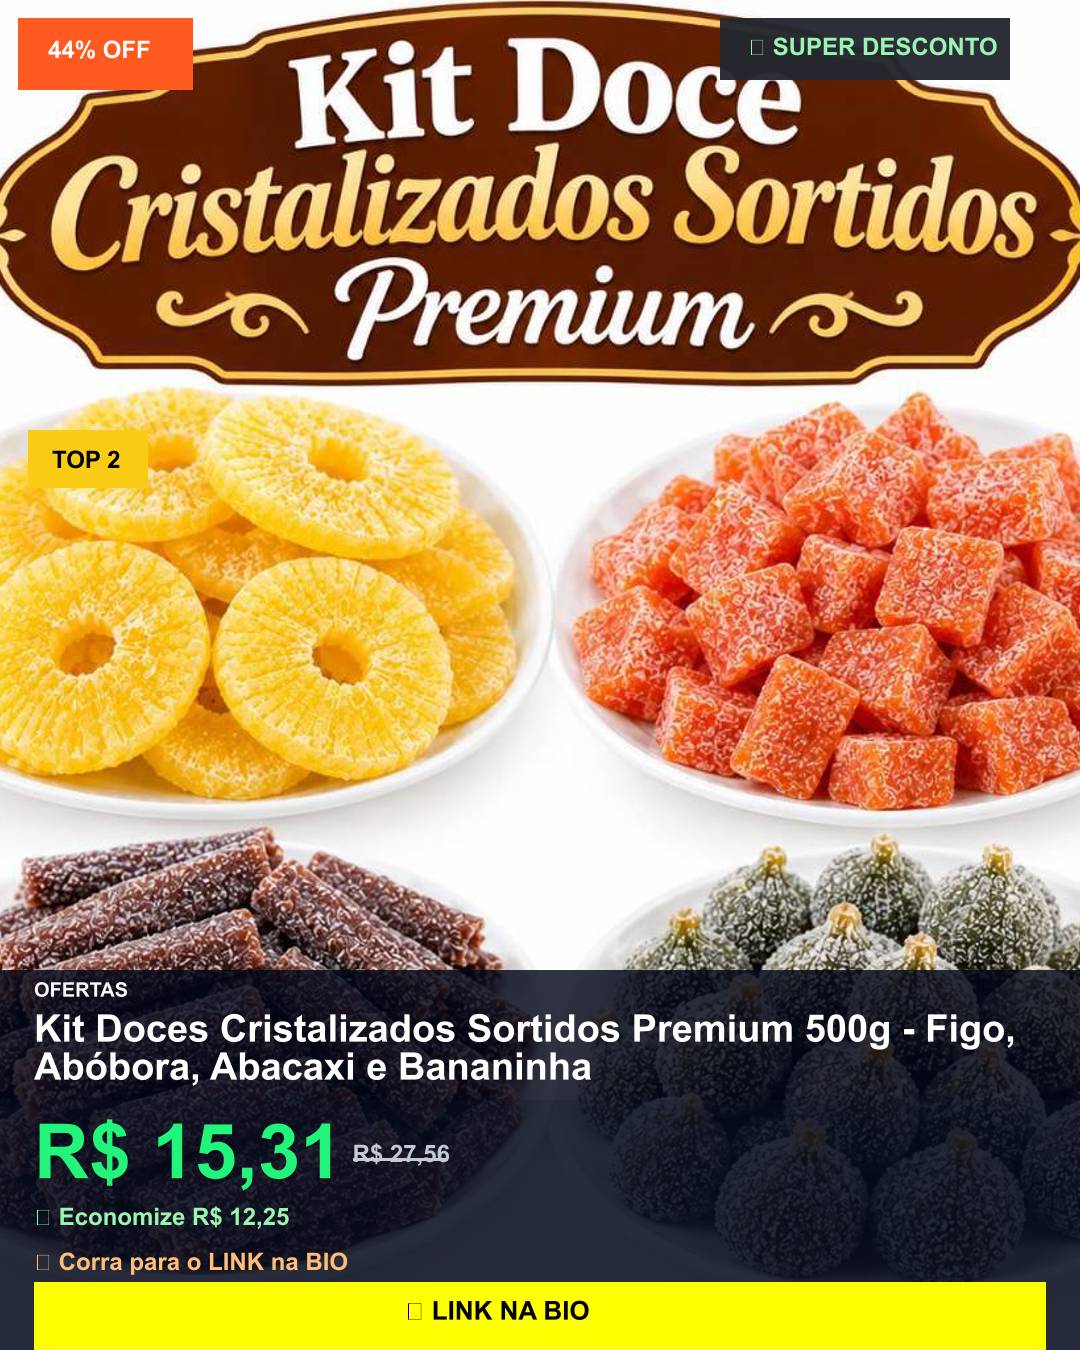 44% OFF
SUPER DESCONTO
Kit Doce
Cristalizados Sortidos
Premium
TOP 2
OFERTAS
Kit Doces Cristalizados Sortidos Premium 500g - Figo,
Abóbora, Abacaxi e Bananinha
R$ 15,31 R$ 27,56
Economize R$ 12,25
Corra para o LINK na BIO
LINK NA BIO